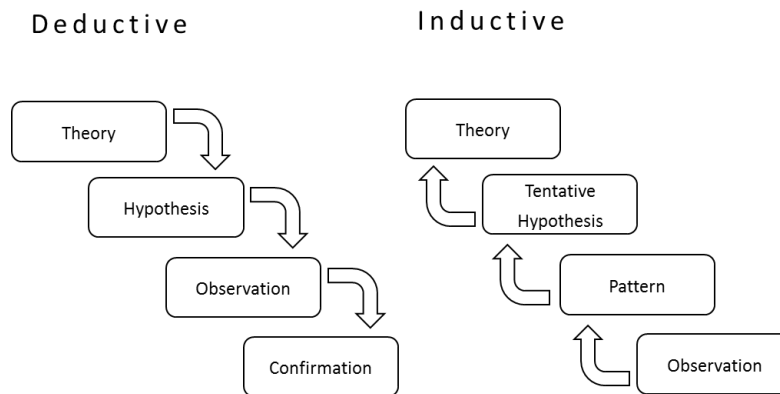 Deductive
Theory
Hypothesis
Observation
Confirmation
Inductive
Theory
Tentative
Hypothesis
Pattern
Observation